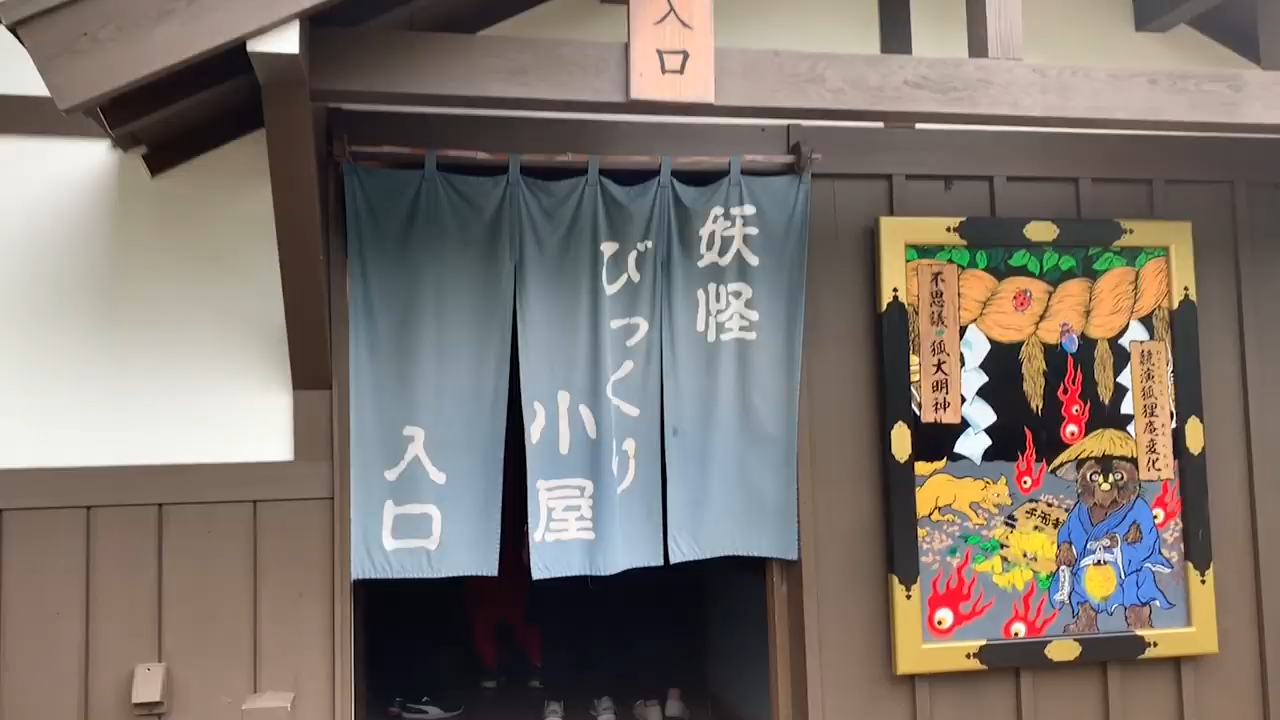 入口
妖怪
びっくり
小屋
入口
競演狐狸庵変化
不思議狐大明神